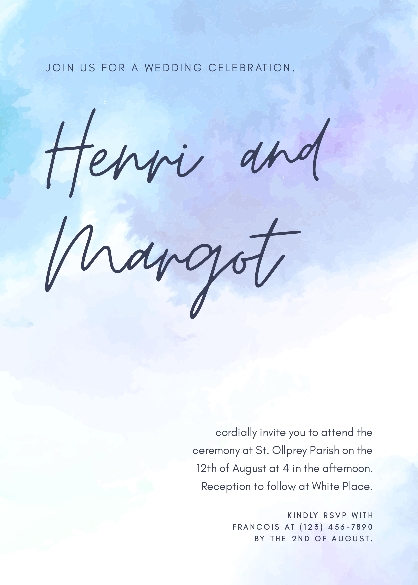 JOIN US FOR A WEDDING CELEBRATION.
Henri and
Margot
cordially invite you to attend the
ceremony at St. Ollprey Parish on the
12th of August at 4 in the afternoon.
Reception to follow at White Place.
KINDLY RSVP WITH
FRANCOIS AT (123) 456-7890
BY THE 2ND OF AUGUST.